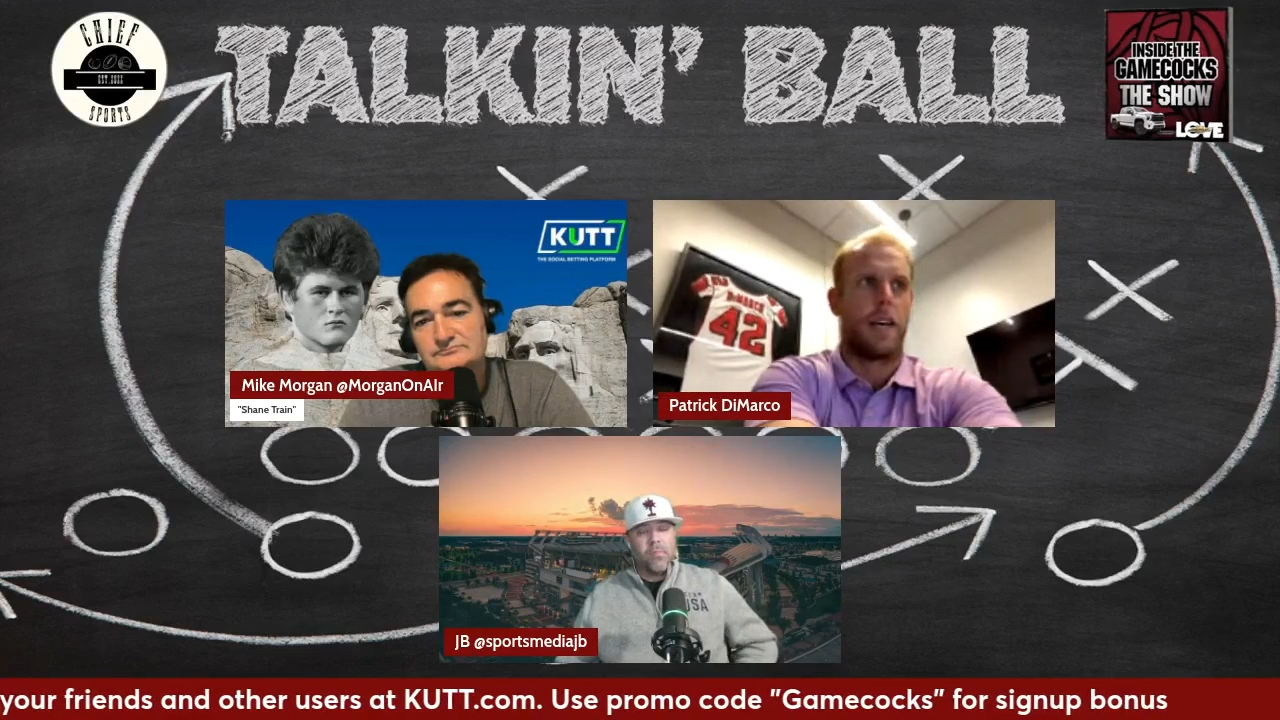 CHIEF
EST. 2022
SPORTS
TALKIN' BALL
INSIDE THE
GAMECOCKS
THE SHOW
LOVE
KUTT
THE SOCIAL BETTING PLATFORM
DiMARCO
42
Mike Morgan @MorganOnAIr
"Shane Train"
Patrick DiMarco
USA
JB @sportsmediajb
your friends and other users at KUTT.com. Use promo code "Gamecocks" for signup bonus